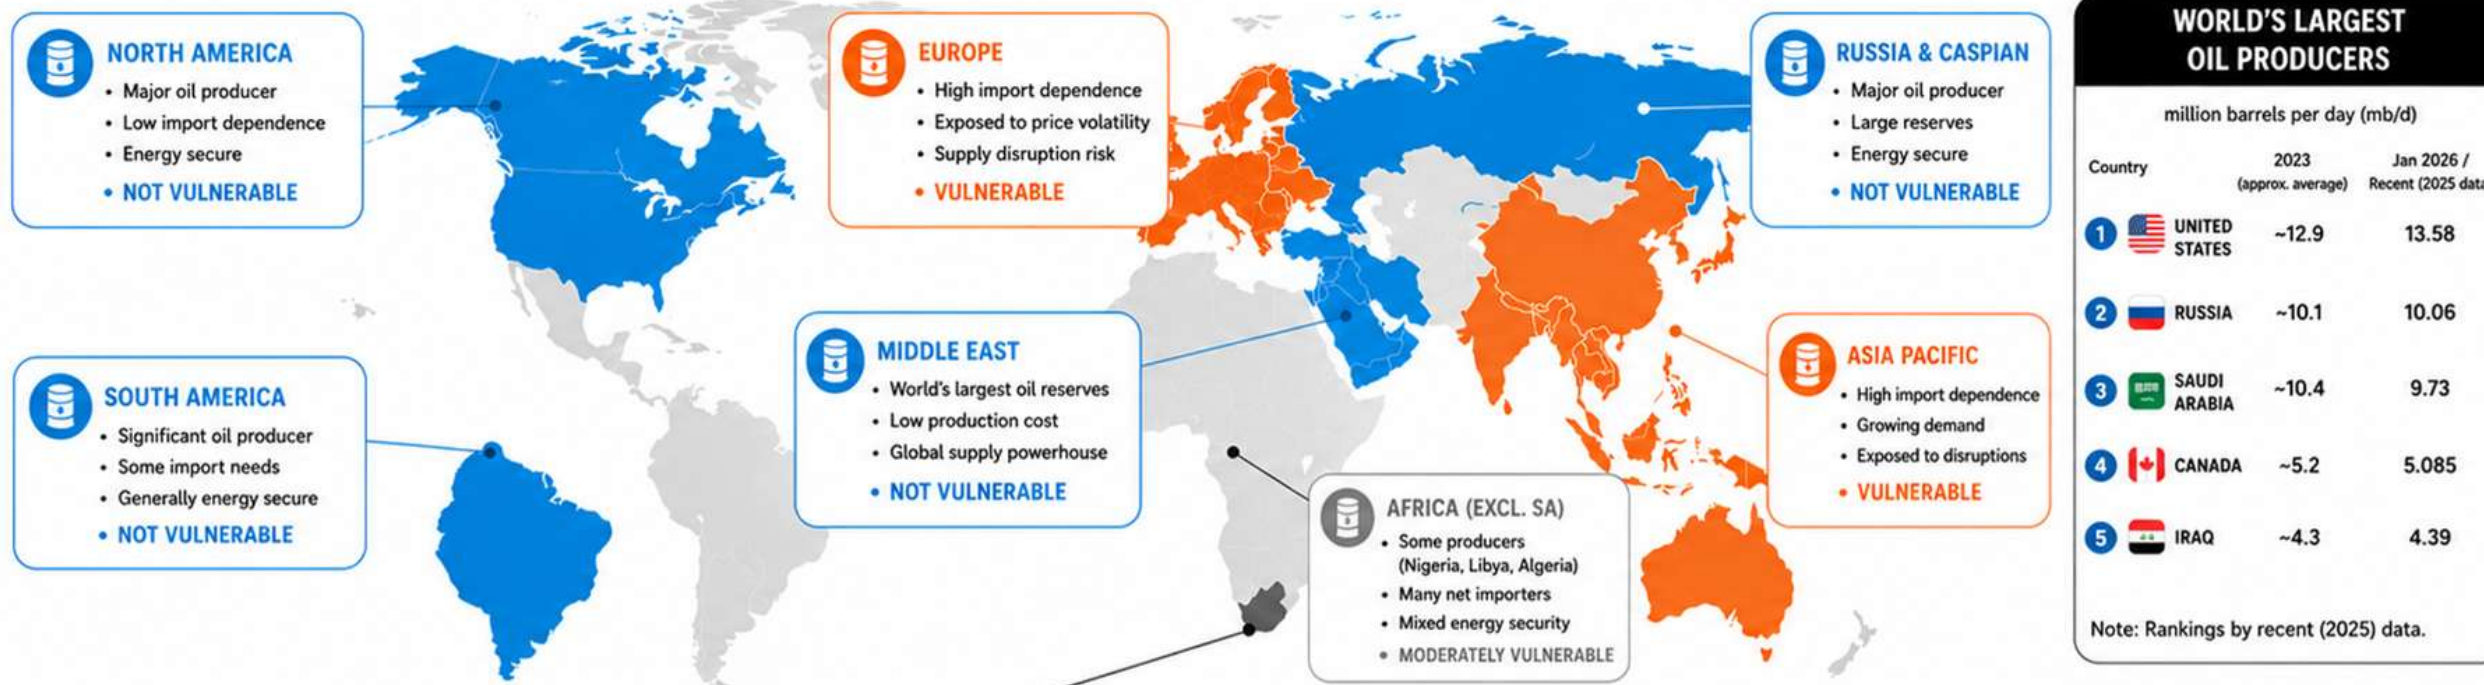 NORTH AMERICA
• Major oil producer
• Low import dependence
• Energy secure
• NOT VULNERABLE
SOUTH AMERICA
• Significant oil producer
• Some import needs
• Generally energy secure
• NOT VULNERABLE
EUROPE
• High import dependence
• Exposed to price volatility
• Supply disruption risk
• VULNERABLE
MIDDLE EAST
• World's largest oil reserves
• Low production cost
• Global supply powerhouse
• NOT VULNERABLE
AFRICA (EXCL. SA)
• Some producers
(Nigeria, Libya, Algeria)
• Many net importers
• Mixed energy security
• MODERATELY VULNERABLE
RUSSIA & CASPIAN
• Major oil producer
• Large reserves
• Energy secure
• NOT VULNERABLE
ASIA PACIFIC
• High import dependence
• Growing demand
• Exposed to disruptions
• VULNERABLE
WORLD'S LARGEST
OIL PRODUCERS
million barrels per day (mb/d)
Country 2023 Jan 2026 /
(approx. average) Recent (2025 data
1 UNITED STATES ~12.9 13.58
2 RUSSIA ~10.1 10.06
3 SAUDI ARABIA ~10.4 9.73
4 CANADA ~5.2 5.085
5 IRAQ ~4.3 4.39
Note: Rankings by recent (2025) data.